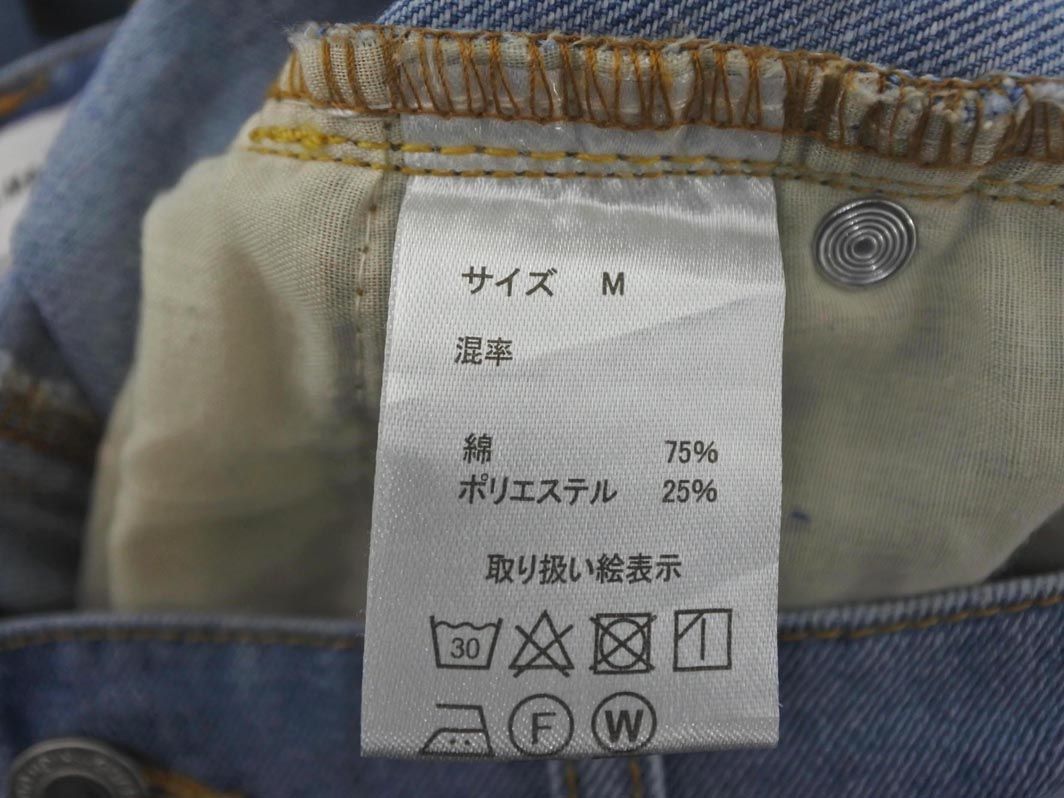 サイズ M
混率
綿 75%
ポリエステル 25%
取り扱い絵表示
30
F W